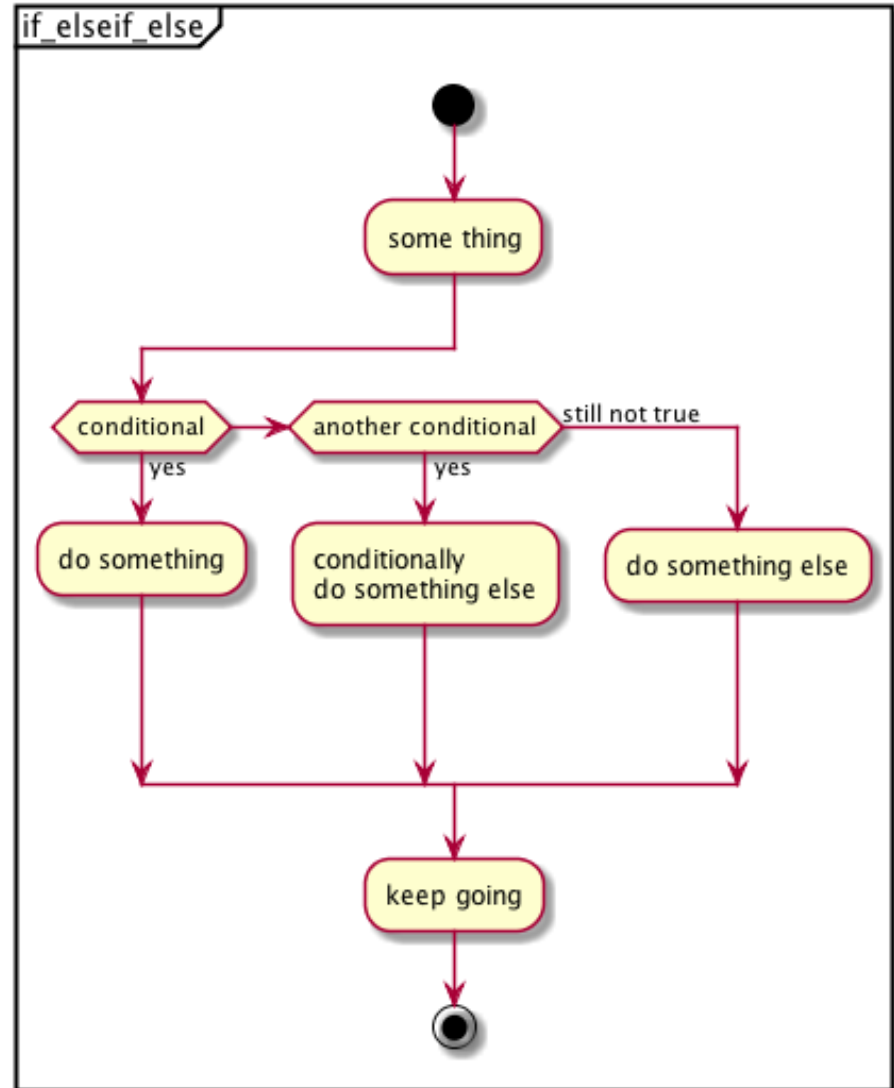 if_elseif_else
some thing
conditional
another conditional
still not true
yes
yes
do something
conditionally
do something else
do something else
keep going